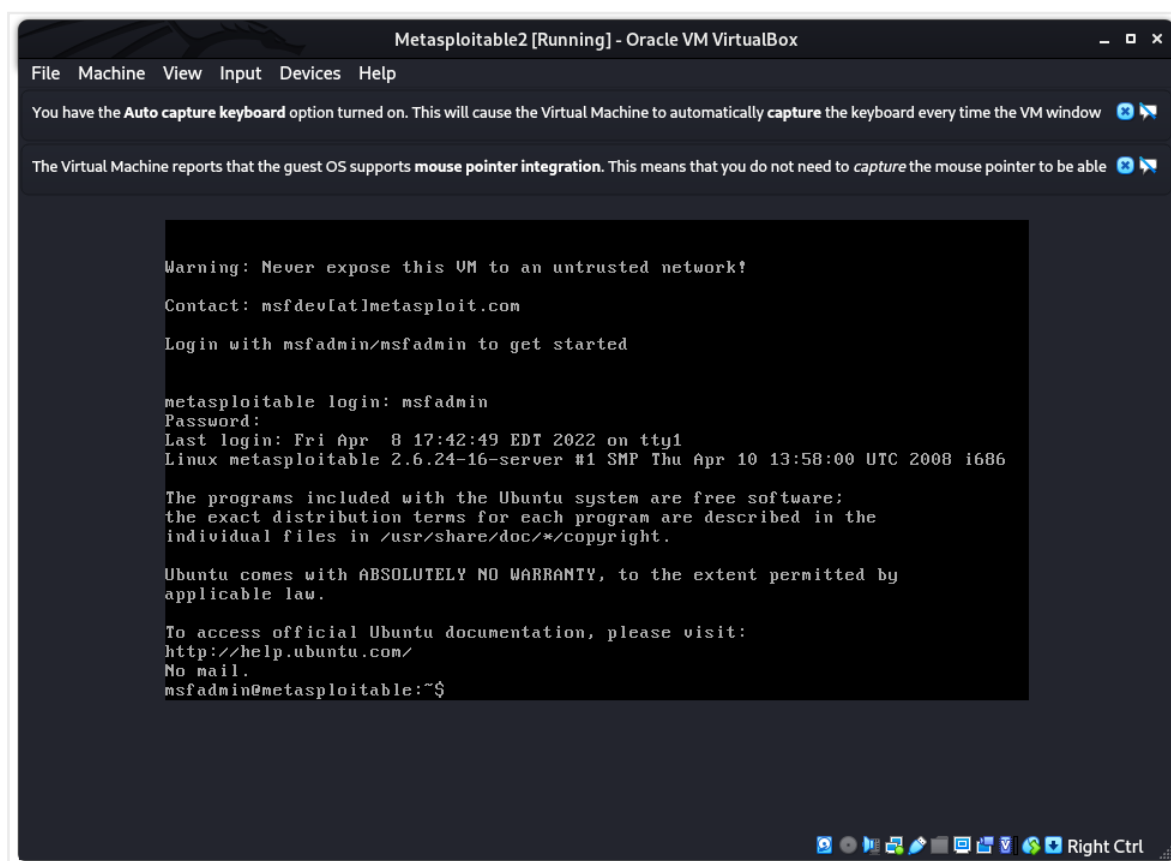 Metasploitable2 [Running] - Oracle VM VirtualBox
File Machine View Input Devices Help
You have the Auto capture keyboard option turned on. This will cause the Virtual Machine to automatically capture the keyboard every time the VM window
The Virtual Machine reports that the guest OS supports mouse pointer integration. This means that you do not need to capture the mouse pointer to be able
Warning: Never expose this VM to an untrusted network!
Contact: msfdev[at]metasploit.com
Login with msfadmin/msfadmin to get started
metasploitable login: msfadmin
Password:
Last login: Fri Apr  8 17:42:49 EDT 2022 on tty1
Linux metasploitable 2.6.24-16-server #1 SMP Thu Apr 10 13:58:00 UTC 2008 i686
The programs included with the Ubuntu system are free software;
the exact distribution terms for each program are described in the
individual files in /usr/share/doc/*/copyright.
Ubuntu comes with ABSOLUTELY NO WARRANTY, to the extent permitted by
applicable law.
To access official Ubuntu documentation, please visit:
http://help.ubuntu.com/
No mail.
msfadmin@metasploitable:~$
Right Ctrl